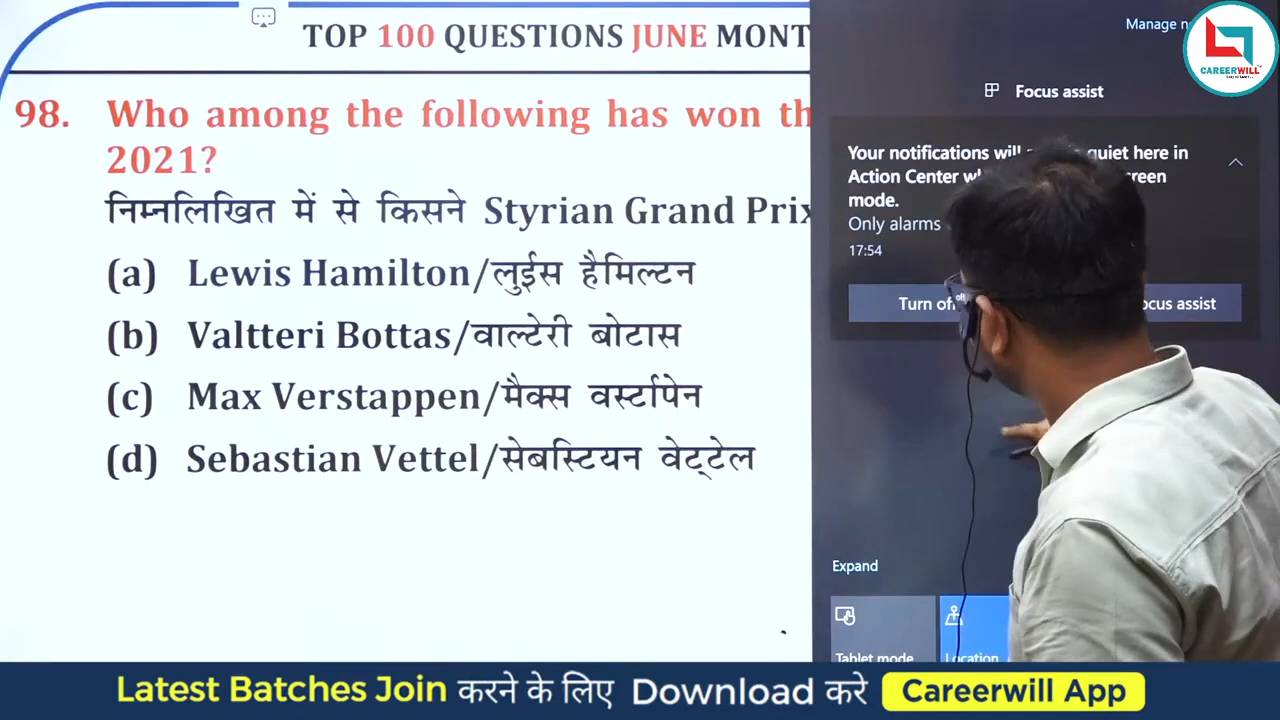 TOP 100 QUESTIONS JUNE MONT
98. Who among the following has won th
2021?
निम्नलिखित में से किसने Styrian Grand Prix
(a) Lewis Hamilton/लुईस हैमिल्टन
(b) Valtteri Bottas/वाल्टेरी बोटास
(c) Max Verstappen/मैक्स वर्स्टापेन
(d) Sebastian Vettel/सेबस्टियन वेट्टेल
Manage
CAREERWILL
Focus assist
Your notifications will quiet here in
Action Center
mode.
Only alarms
17:54
Turn of ocus assist
Expand
Tablet mode Location
Latest Batches Join करने के लिए Download करे Careerwill App